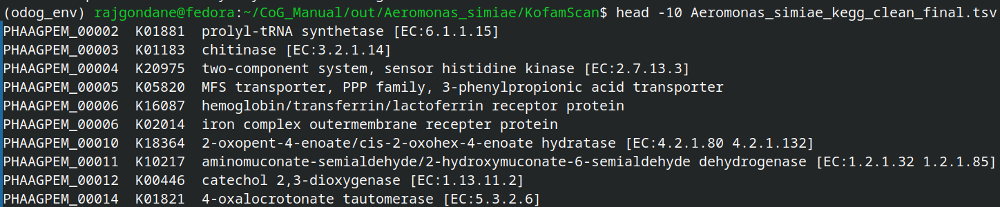 (odog_env) rajgondane@fedora:~/CoG_Manual/out/Aeromonas_simiae/KofamScan$ head -10 Aeromonas_simiae_kegg_clean_final.tsv
PHAAGPEM_00002  K01881  prolyl-tRNA synthetase [EC:6.1.1.15]
PHAAGPEM_00003  K01183  chitinase [EC:3.2.1.14]
PHAAGPEM_00004  K20975  two-component system, sensor histidine kinase [EC:2.7.13.3]
PHAAGPEM_00005  K05820  MFS transporter, PPP family, 3-phenylpropionic acid transporter
PHAAGPEM_00006  K16087  hemoglobin/transferrin/lactoferrin receptor protein
PHAAGPEM_00006  K02014  iron complex outermembrane recepter protein
PHAAGPEM_00010  K18364  2-oxopent-4-enoate/cis-2-oxohex-4-enoate hydratase [EC:4.2.1.80 4.2.1.132]
PHAAGPEM_00011  K10217  aminomuconate-semialdehyde/2-hydroxymuconate-6-semialdehyde dehydrogenase [EC:1.2.1.32 1.2.1.85]
PHAAGPEM_00012  K00446  catechol 2,3-dioxygenase [EC:1.13.11.2]
PHAAGPEM_00014  K01821  4-oxalocrotonate tautomerase [EC:5.3.2.6]